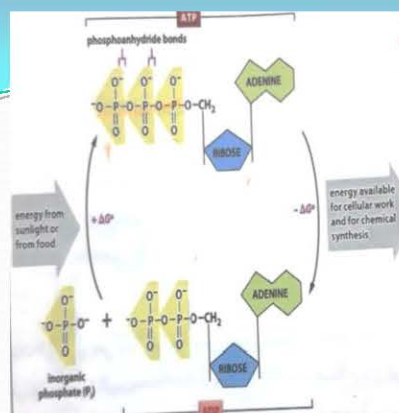 ATP
phosphoanhydride bonds
O⁻ O⁻ O⁻
⁻O–P–O–P–O–P–O–CH₂
O O O
ADENINE
RIBOSE
energy from
sunlight or
from food
+ ΔG°
– ΔG°
energy available
for cellular work
and for chemical
synthesis
O⁻ O⁻ O⁻
⁻O–P–O⁻ + ⁻O–P–O–P–O–CH₂
O O O
ADENINE
RIBOSE
inorganic
phosphate (Pᵢ)
ADP